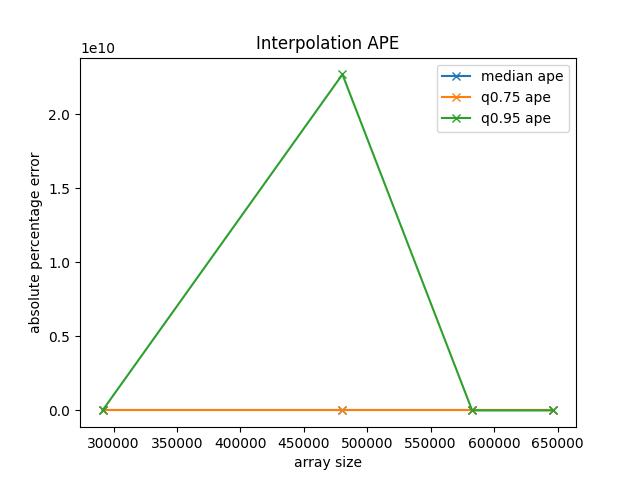 Interpolation APE
1e10
median ape
q0.75 ape
q0.95 ape
2.0
1.5
1.0
0.5
0.0
absolute percentage error
300000 350000 400000 450000 500000 550000 600000 650000
array size